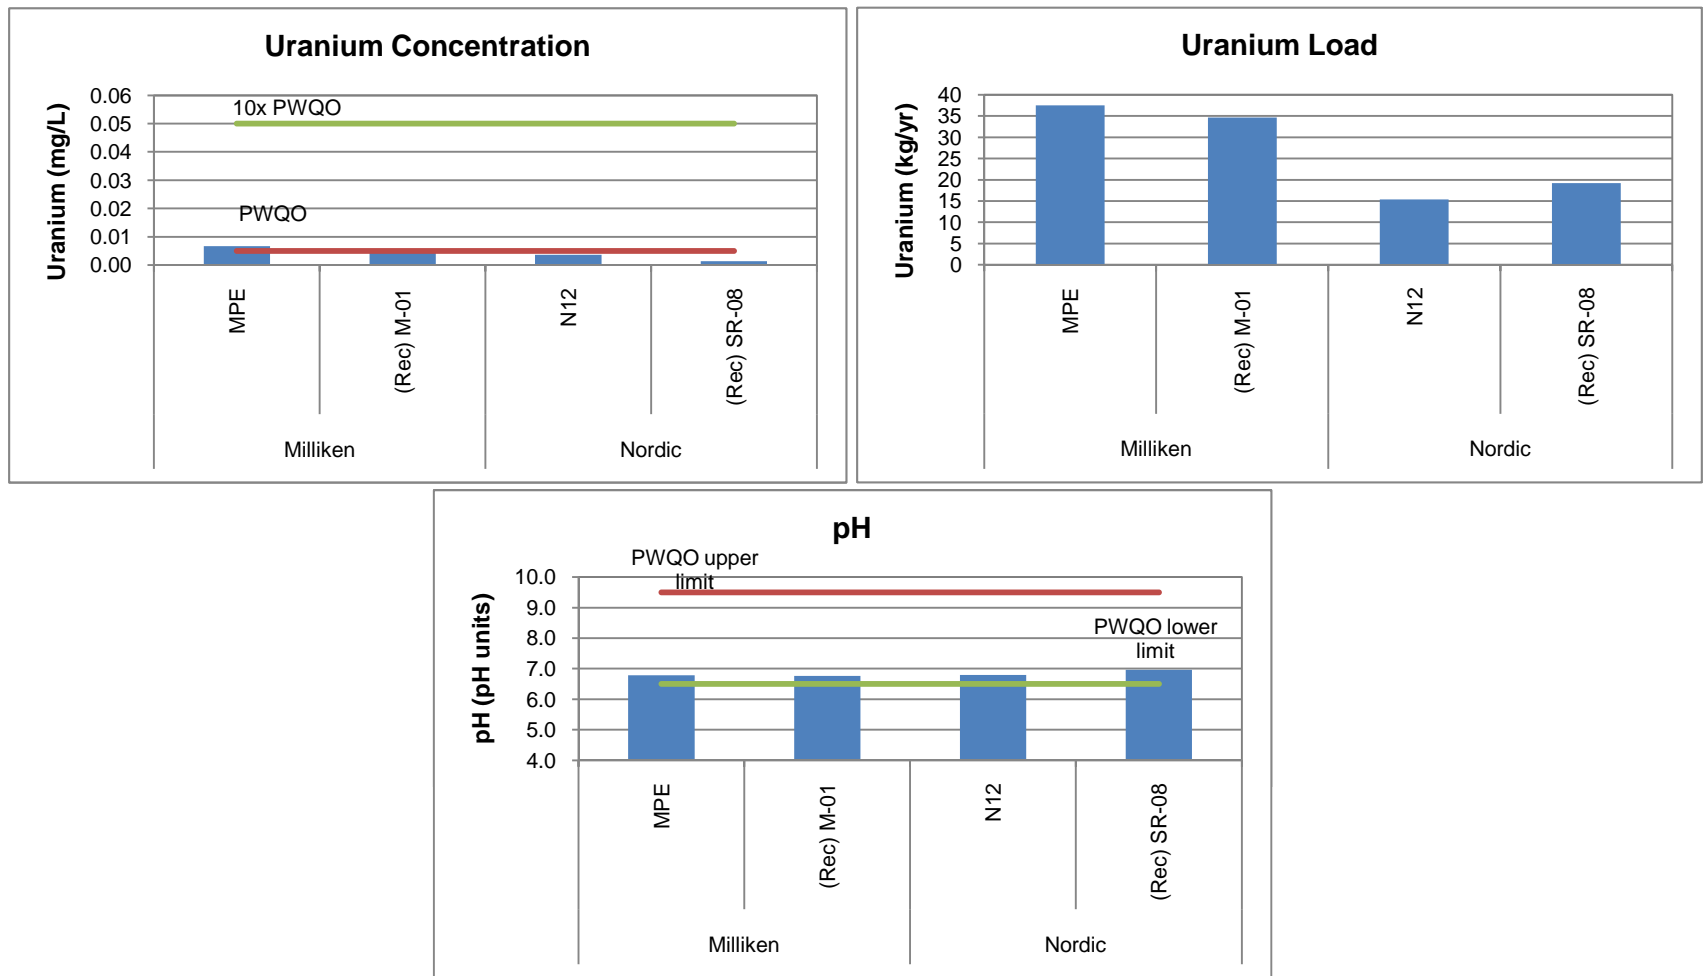 Uranium Concentration
Uranium (mg/L)
0.06
0.05
0.04
0.03
0.02
0.01
0.00
10x PWQO
PWQO
MPE
(Rec) M-01
N12
(Rec) SR-08
Milliken
Nordic
Uranium Load
Uranium (kg/yr)
40
35
30
25
20
15
10
5
0
MPE
(Rec) M-01
N12
(Rec) SR-08
Milliken
Nordic
pH
pH (pH units)
10.0
9.0
8.0
7.0
6.0
5.0
4.0
PWQO upper
limit
PWQO lower
limit
MPE
(Rec) M-01
N12
(Rec) SR-08
Milliken
Nordic